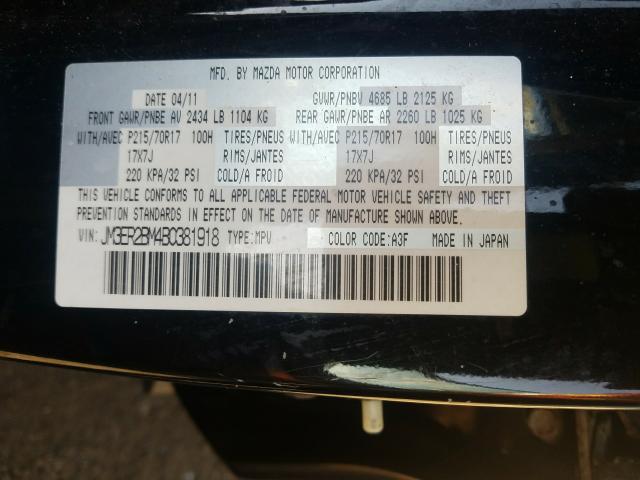 MFD. BY MAZDA MOTOR CORPORATION
DATE 04/11 GVWR/PNBV 4685 LB 2125 KG
FRONT GAWR/PNBE AV 2434 LB 1104 KG REAR GAWR/PNBE AR 2260 LB 1025 KG
WITH/AVEC P215/70R17 100H TIRES/PNEUS WITH/AVEC P215/70R17 100H TIRES/PNEUS
17X7J RIMS/JANTES 17X7J RIMS/JANTES
220 KPA/32 PSI COLD/A FROID 220 KPA/32 PSI COLD/A FROID
THIS VEHICLE CONFORMS TO ALL APPLICABLE FEDERAL MOTOR VEHICLE SAFETY AND THEFT
PREVENTION STANDARDS IN EFFECT ON THE DATE OF MANUFACTURE SHOWN ABOVE.
VIN: JM3ER2BM4B0381918 TYPE:MPV COLOR CODE:A3F MADE IN JAPAN